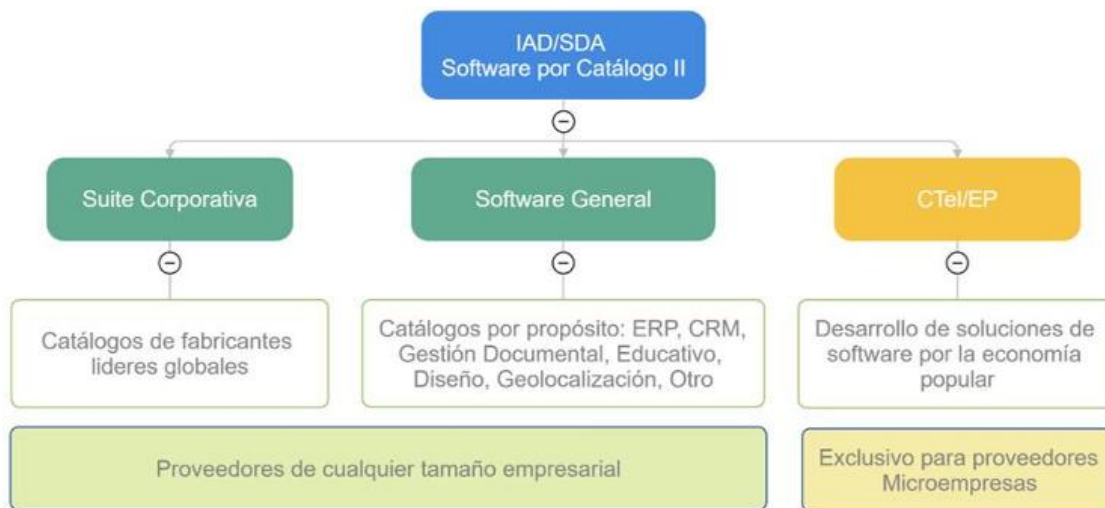 IAD/SDA
Software por Catálogo II
Suite Corporativa
Software General
CTeI/EP
Catálogos de fabricantes
lideres globales
Catálogos por propósito: ERP, CRM,
Gestión Documental, Educativo,
Diseño, Geolocalización, Otro
Desarrollo de soluciones de
software por la economía
popular
Proveedores de cualquier tamaño empresarial
Exclusivo para proveedores
Microempresas